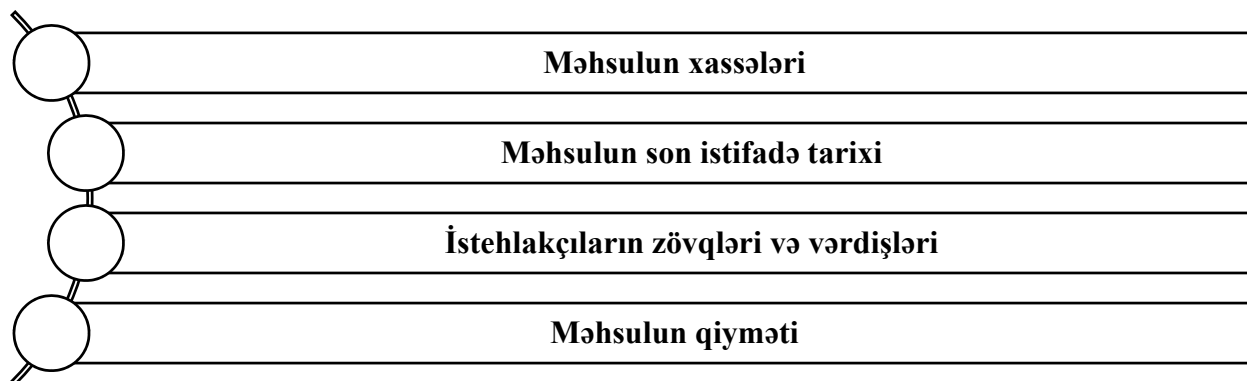 Məhsulun xassələri
Məhsulun son istifadə tarixi
İstehlakçıların zövqləri və vərdişləri
Məhsulun qiyməti